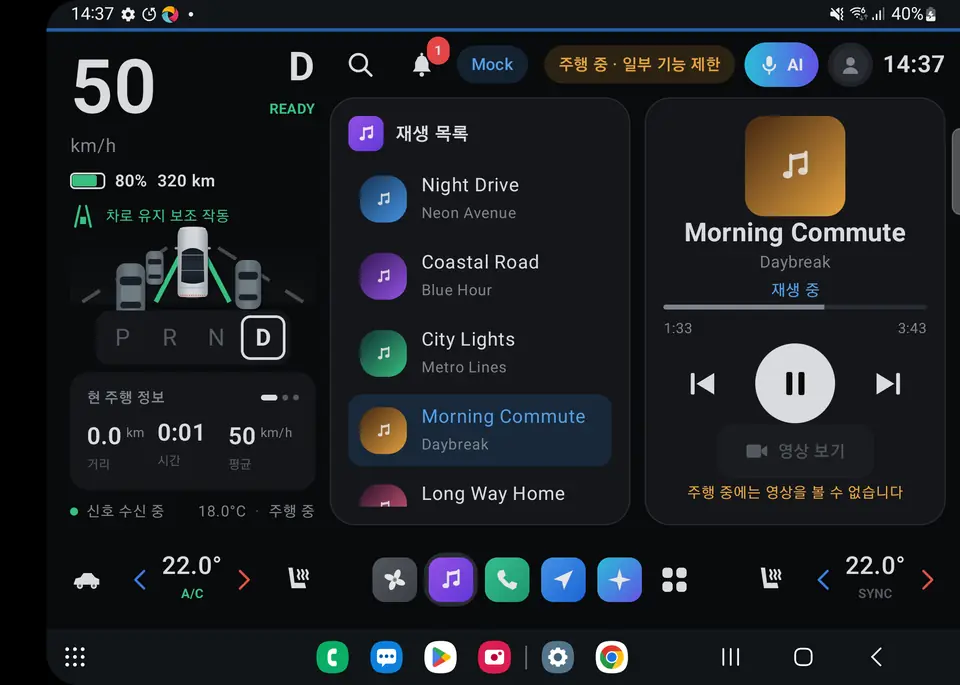 14:37
40%
50
D
READY
km/h
80% 320 km
차로 유지 보조 작동
P R N D
현 주행 정보
0.0 km 0:01 50 km/h
거리 시간 평균
신호 수신 중 18.0°C · 주행 중
1
Mock
주행 중 · 일부 기능 제한
AI
14:37
재생 목록
Night Drive
Neon Avenue
Coastal Road
Blue Hour
City Lights
Metro Lines
Morning Commute
Daybreak
Long Way Home
Morning Commute
Daybreak
재생 중
1:33 3:43
영상 보기
주행 중에는 영상을 볼 수 없습니다
22.0°
A/C
22.0°
SYNC